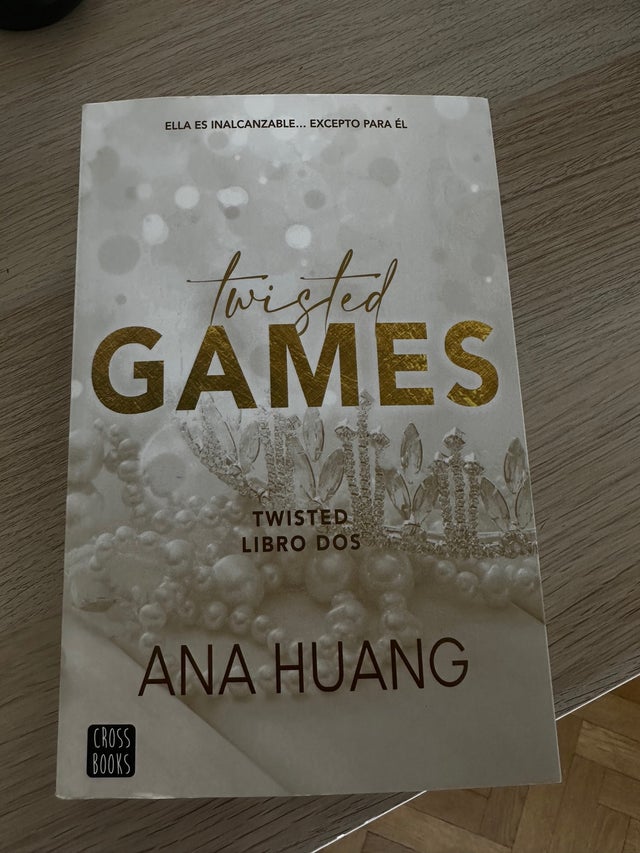 ELLA ES INALCANZABLE... EXCEPTO PARA ÉL
twisted
GAMES
TWISTED
LIBRO DOS
ANA HUANG
CROSS
BOOKS